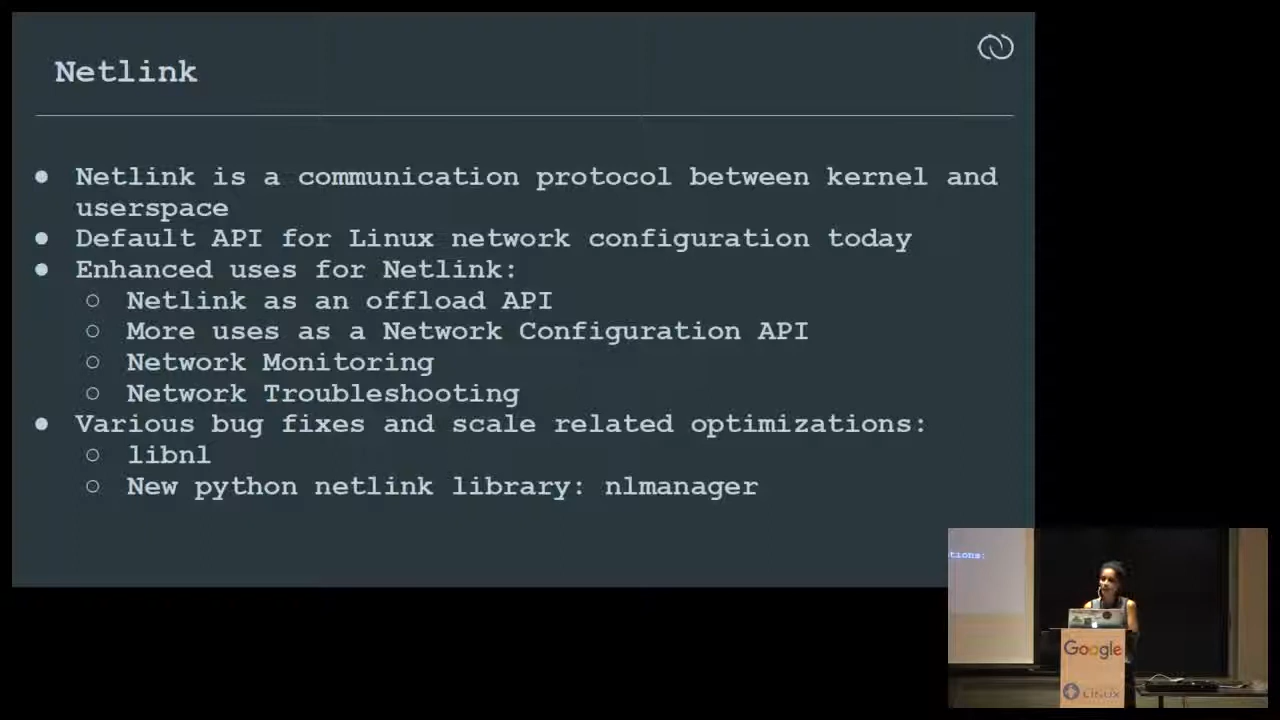 Netlink
● Netlink is a communication protocol between kernel and
userspace
● Default API for Linux network configuration today
● Enhanced uses for Netlink:
○ Netlink as an offload API
○ More uses as a Network Configuration API
○ Network Monitoring
○ Network Troubleshooting
● Various bug fixes and scale related optimizations:
○ libnl
○ New python netlink library: nlmanager
tions:
Google
Linux